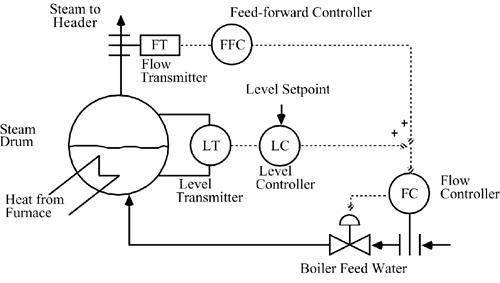 Steam to
Header
Feed-forward Controller
FT
FFC
Flow
Transmitter
Level Setpoint
+
+
Steam
Drum
LT
LC
Level
Transmitter
Level
Controller
FC
Flow
Controller
Heat from
Furnace
Boiler Feed Water